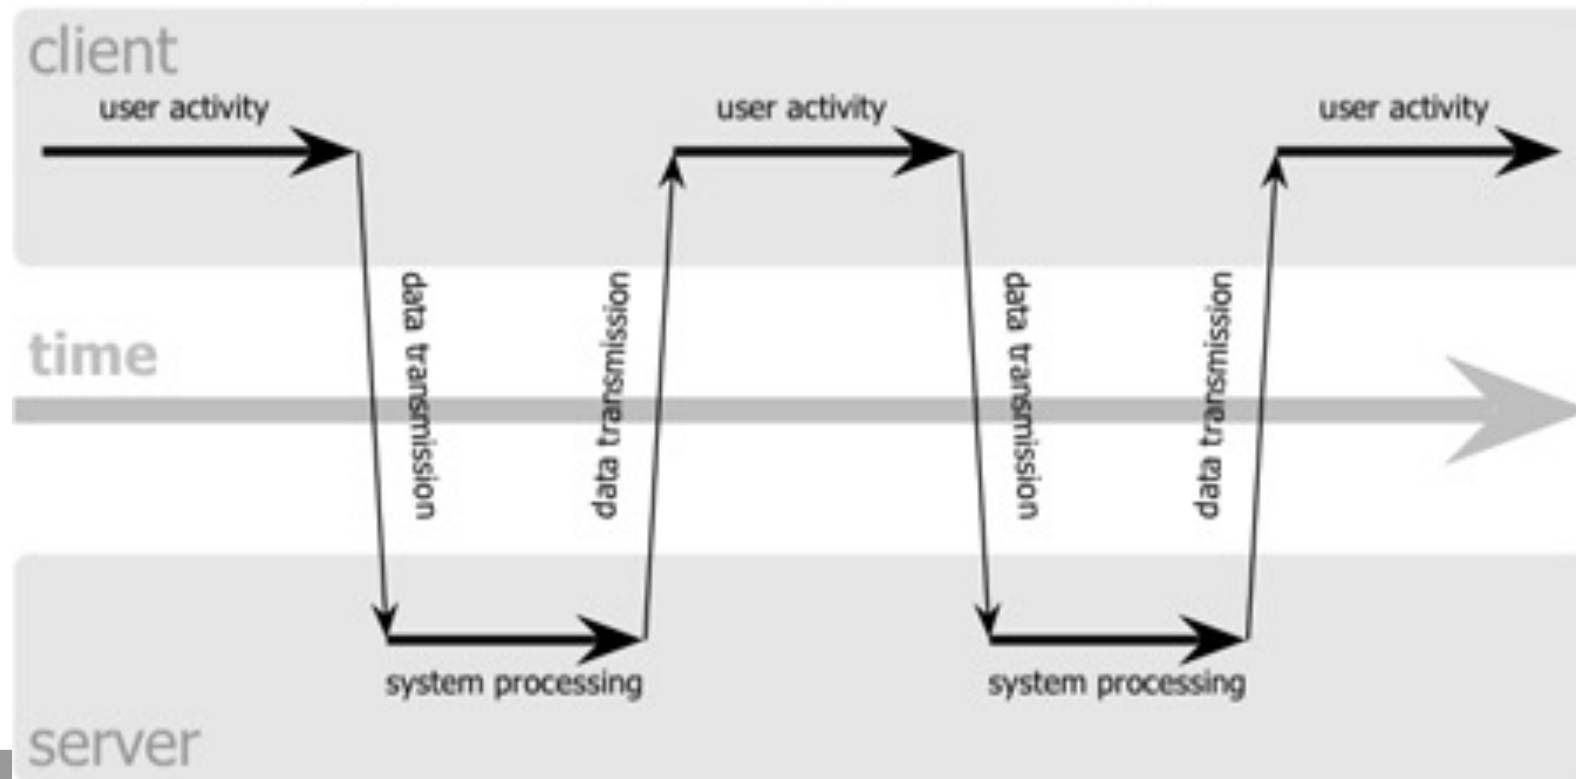 client
user activity
user activity
user activity
data transmission
data transmission
data transmission
data transmission
time
system processing
system processing
server